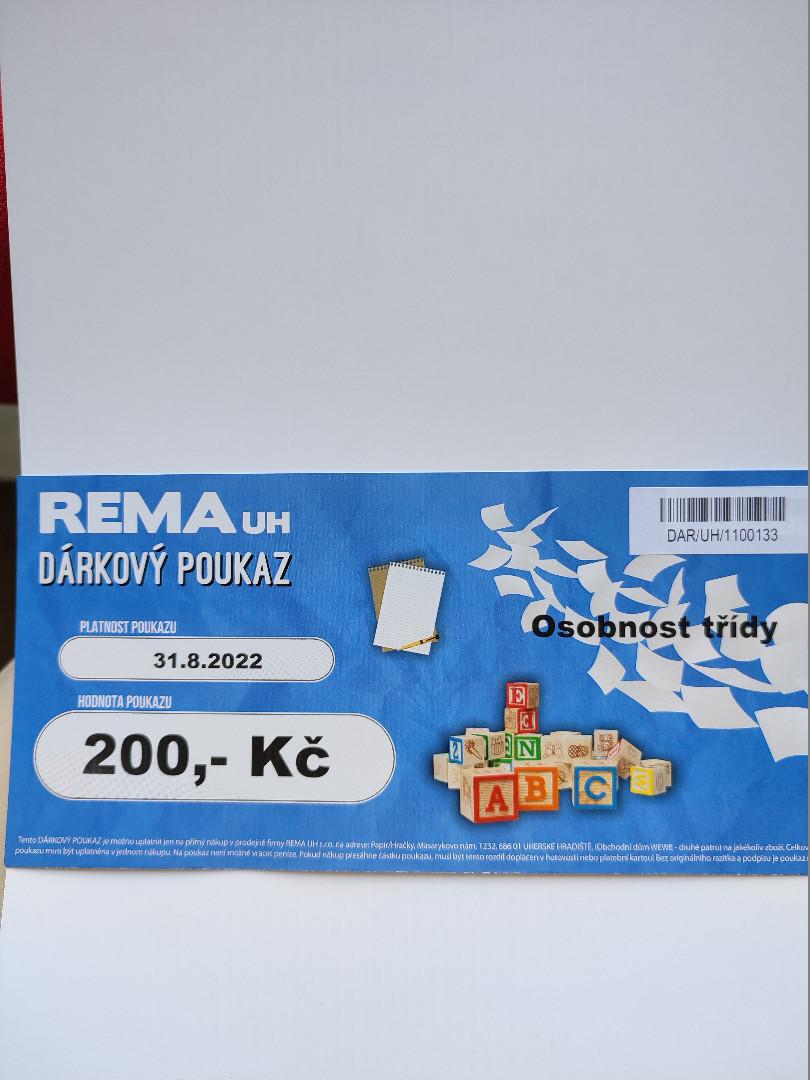 REMA UH
DÁRKOVÝ POUKAZ
PLATNOST POUKAZU
31.8.2022
HODNOTA POUKAZU
200,- Kč
DAR/UH/1100133
Osobnost třídy
E
C
N
A B C
Tento DÁRKOVÝ POUKAZ je možno uplatnit jen na přímý nákup v prodejně firmy REMA UH s.r.o. na adrese: Papír/Hračky, Masarykovo nám. 1232, 686 01 UHERSKÉ HRADIŠTĚ, (Obchodní dům WEWE - druhé patro) na jakékoliv zboží. Celkov
poukazu musí být uplatněna v jednom nákupu. Na poukaz není možné vracet peníze. Pokud nákup přesáhne částku poukazu, musí být tento rozdíl doplacen v hotovosti nebo platební kartou! Bez originálního razítka a podpisu je poukaz